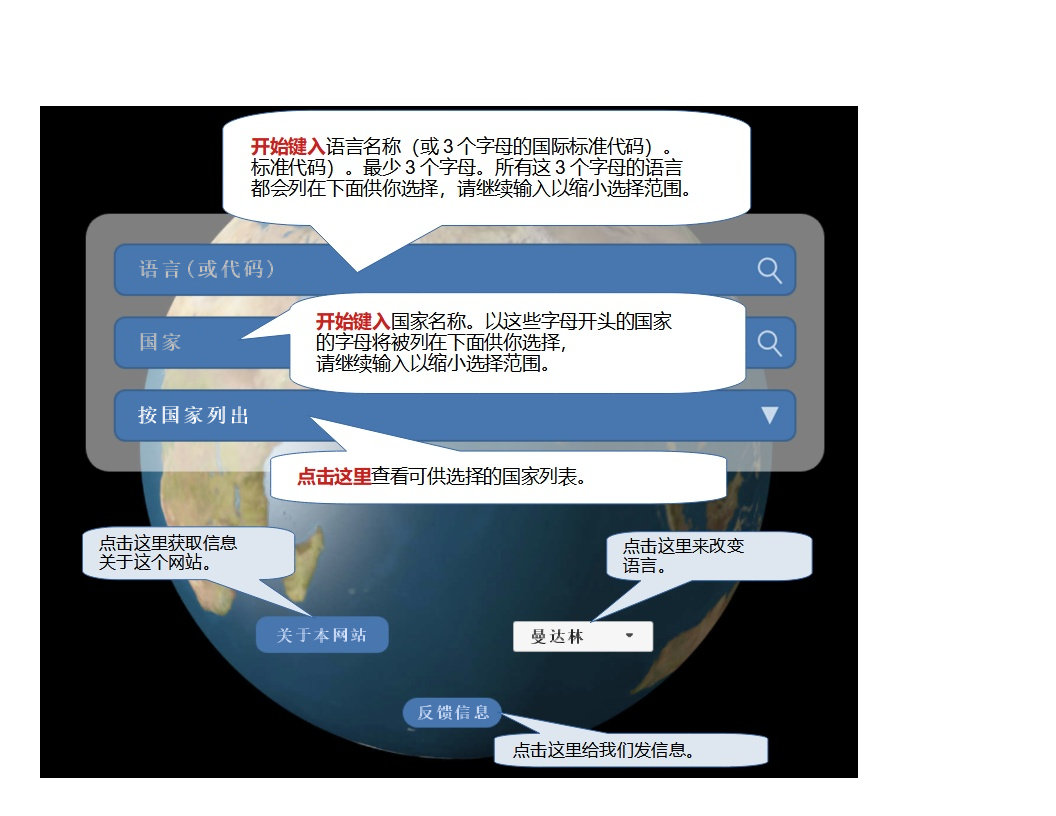 开始键入语言名称（或 3 个字母的国际标准代码）。
标准代码）。最少 3 个字母。所有这 3 个字母的语言
都会列在下面供你选择，请继续输入以缩小选择范围。
语言(或代码)
开始键入国家名称。以这些字母开头的国家
的字母将被列在下面供你选择，
请继续输入以缩小选择范围。
国家
按国家列出
点击这里查看可供选择的国家列表。
点击这里获取信息
关于这个网站。
点击这里来改变
语言。
关于本网站
曼达林
反馈信息
点击这里给我们发信息。